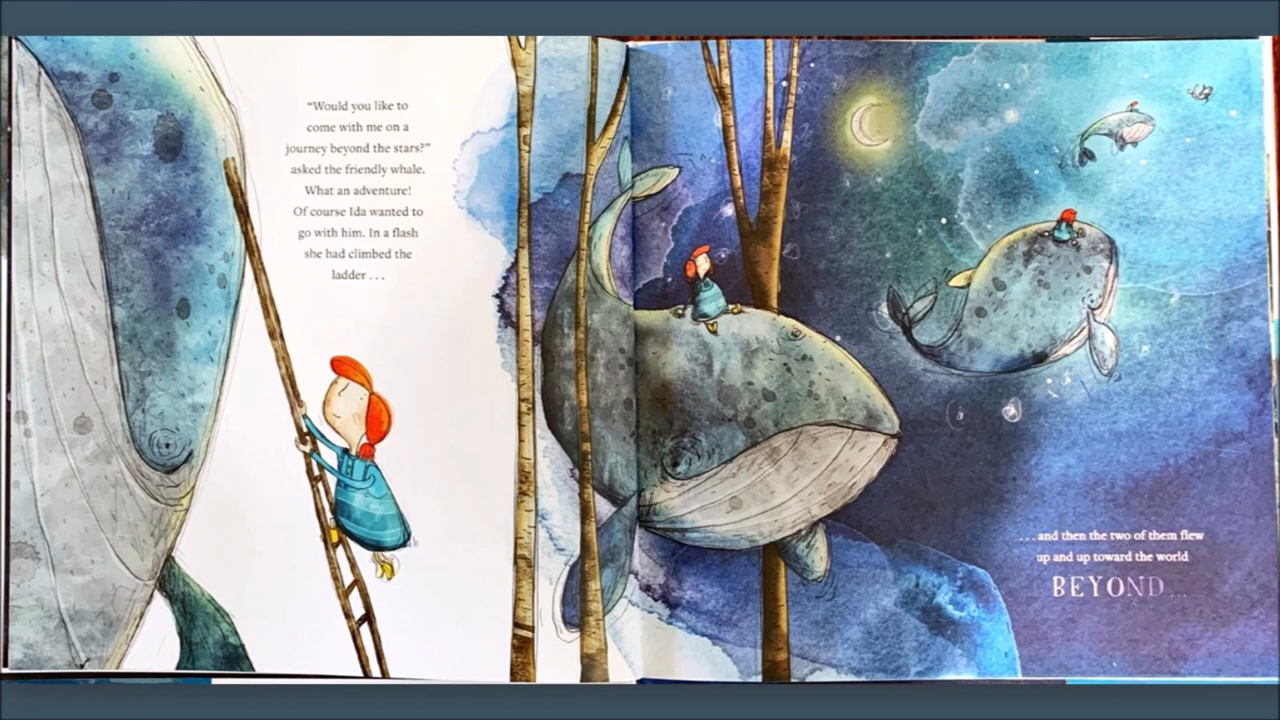 “Would you like to
come with me on a
journey beyond the stars?”
asked the friendly whale.
What an adventure!
Of course Ida wanted to
go with him. In a flash
she had climbed the
ladder . . .
. . . and then the two of them flew
up and up toward the world
BEYOND . . .